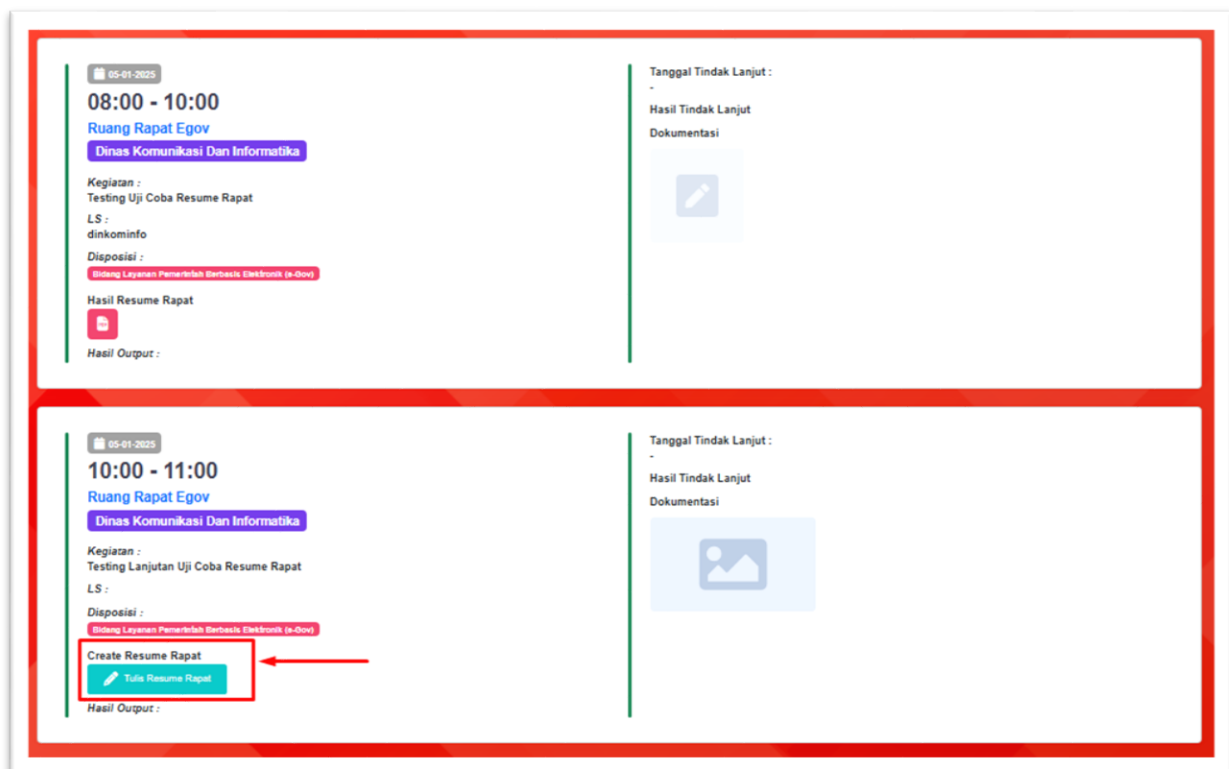 05-01-2025
08:00 - 10:00
Ruang Rapat Egov
Dinas Komunikasi Dan Informatika
Kegiatan :
Testing Uji Coba Resume Rapat
LS :
dinkominfo
Disposisi :
Bidang Layanan Pemerintah Berbasis Elektronik (e-Gov)
Hasil Resume Rapat
PDF
Hasil Output :
Tanggal Tindak Lanjut :
-
Hasil Tindak Lanjut
Dokumentasi
05-01-2025
10:00 - 11:00
Ruang Rapat Egov
Dinas Komunikasi Dan Informatika
Kegiatan :
Testing Lanjutan Uji Coba Resume Rapat
LS :
Disposisi :
Bidang Layanan Pemerintah Berbasis Elektronik (e-Gov)
Create Resume Rapat
Tulis Resume Rapat
Hasil Output :
Tanggal Tindak Lanjut :
-
Hasil Tindak Lanjut
Dokumentasi